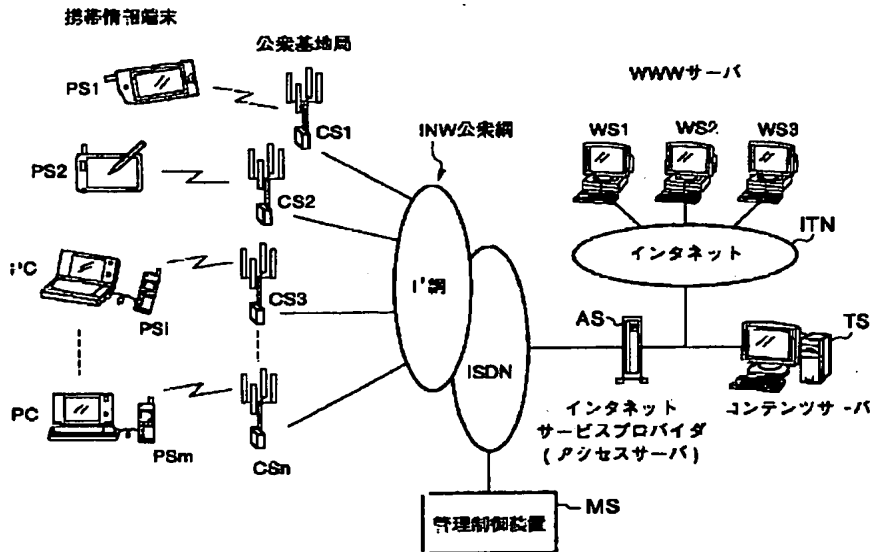 携帯情報端末
公衆基地局
WWWサーバ
PS1
CS1
INW公衆網
WS1
WS2
WS3
PS2
CS2
ITN
インタネット
PC
PSi
CS3
I'網
ISDN
AS
TS
PC
PSm
CSn
インタネット
サービスプロバイダ
(アクセスサーバ)
コンテンツサーバ
管理制御装置
MS